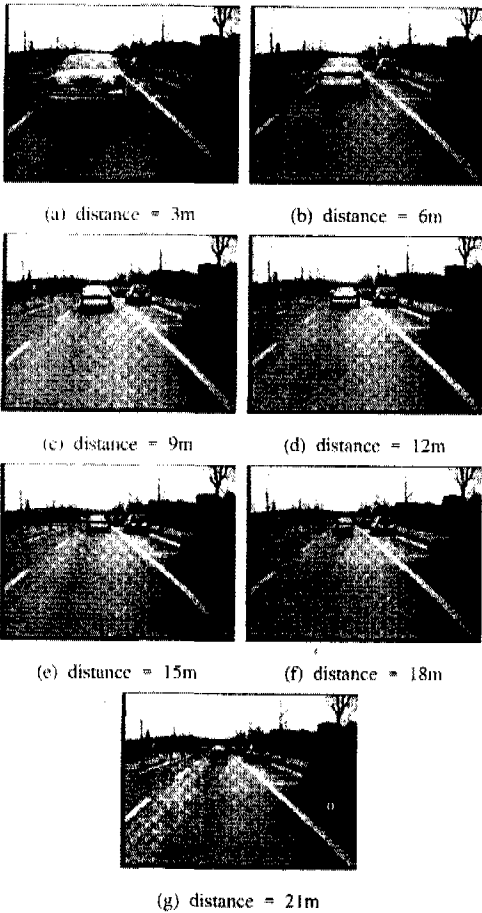 (a) distance = 3m
(b) distance = 6m
(c) distance = 9m
(d) distance = 12m
(e) distance = 15m
(f) distance = 18m
(g) distance = 21m